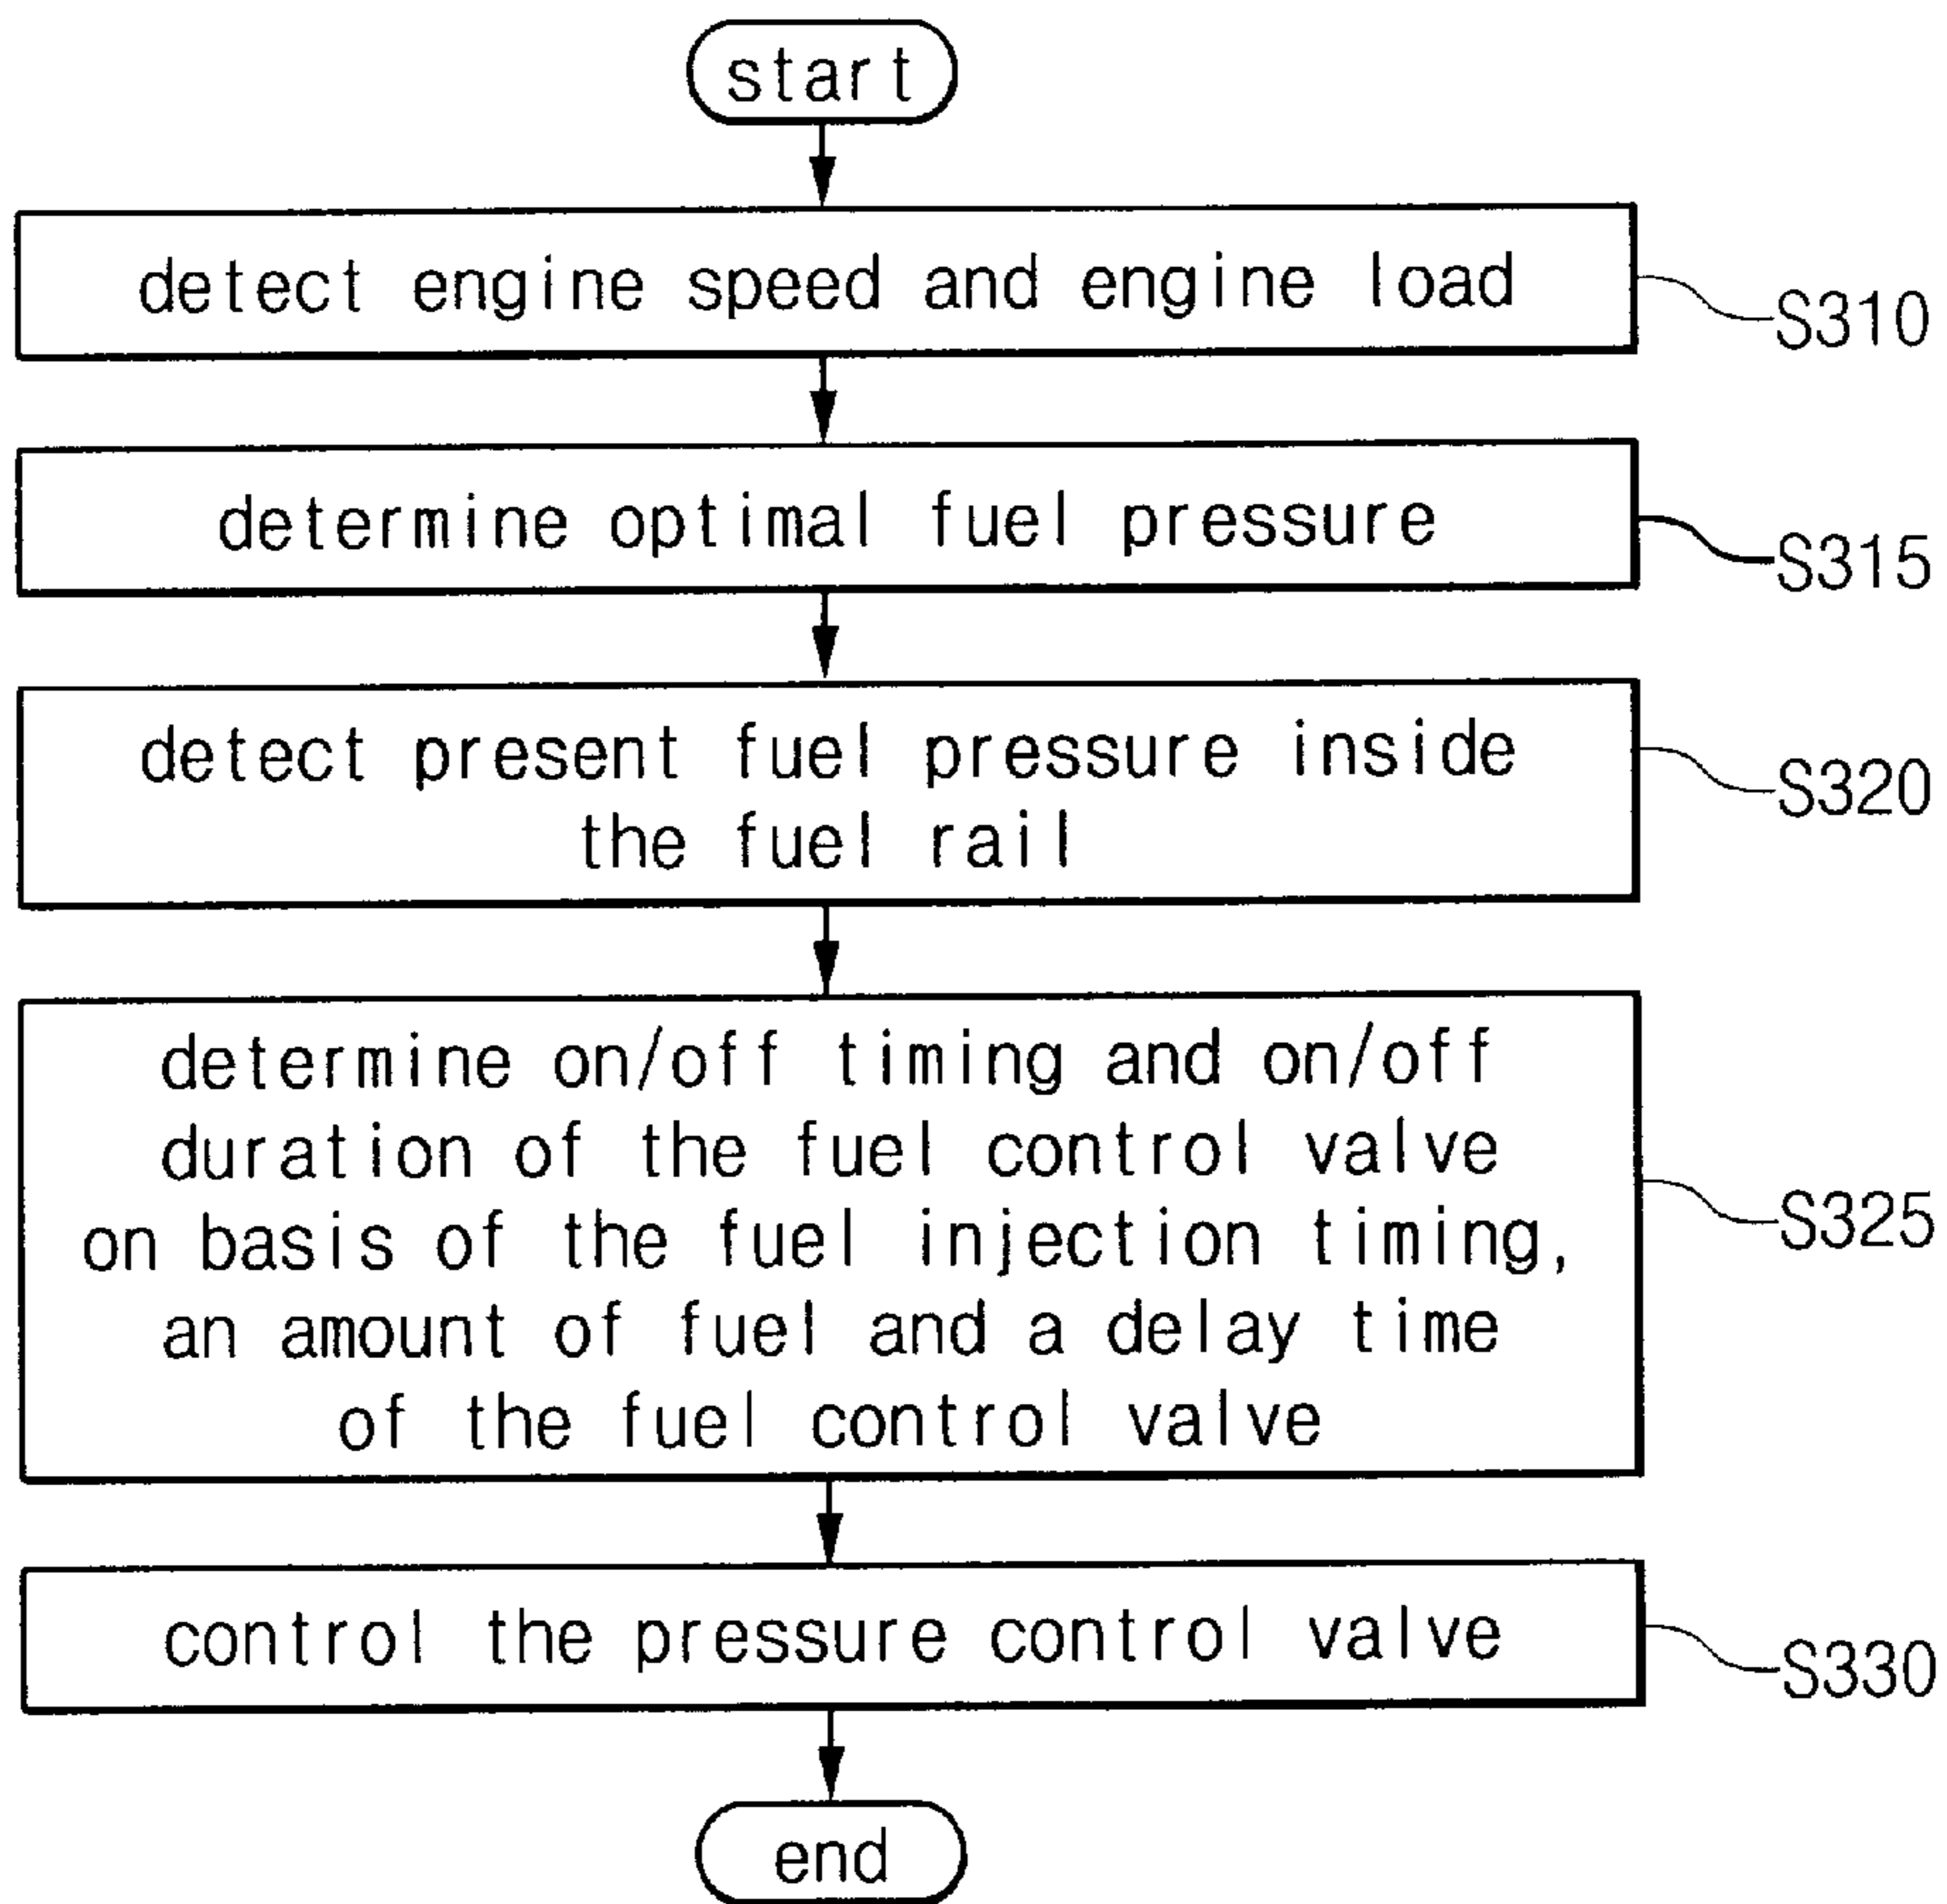 start
detect engine speed and engine load
S310
determine optimal fuel pressure
S315
detect present fuel pressure inside
the fuel rail
S320
determine on/off timing and on/off
duration of the fuel control valve
on basis of the fuel injection timing,
an amount of fuel and a delay time
of the fuel control valve
S325
control the pressure control valve
S330
end